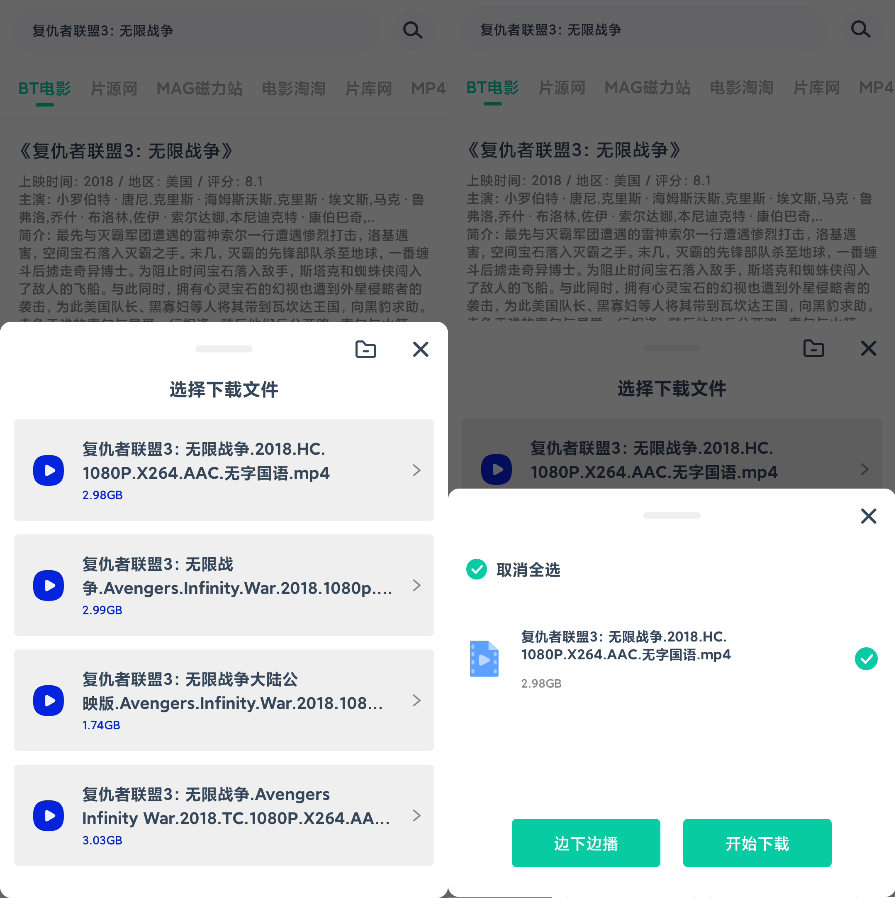 复仇者联盟3：无限战争
BT电影 片源网 MAG磁力站 电影淘淘 片库网 MP4
《复仇者联盟3：无限战争》
上映时间：2018 / 地区：美国 / 评分：8.1
主演：小罗伯特 · 唐尼,克里斯 · 海姆斯沃斯,克里斯 · 埃文斯,马克 · 鲁
弗洛,乔什 · 布洛林,佐伊 · 索尔达娜,本尼迪克特 · 康伯巴奇,..
简介：最先与灭霸军团遭遇的雷神索尔一行遭遇惨烈打击，洛基遇
害，空间宝石落入灭霸之手。未几，灭霸的先锋部队杀至地球，一番缠
斗后掳走奇异博士。为阻止时间宝石落入敌手，斯塔克和蜘蛛侠闯入
了敌人的飞船。与此同时，拥有心灵宝石的幻视也遭到外星侵略者的
袭击，为此美国队长、黑寡妇等人将其带到瓦坎达王国，向黑豹求助。
选择下载文件
复仇者联盟3：无限战争.2018.HC.
1080P.X264.AAC.无字国语.mp4
2.98GB
复仇者联盟3：无限战
争.Avengers.Infinity.War.2018.1080p....
2.99GB
复仇者联盟3：无限战争大陆公
映版.Avengers.Infinity.War.2018.108...
1.74GB
复仇者联盟3：无限战争.Avengers
Infinity War.2018.TC.1080P.X264.AA...
3.03GB
复仇者联盟3：无限战争
BT电影 片源网 MAG磁力站 电影淘淘 片库网 MP4
《复仇者联盟3：无限战争》
上映时间：2018 / 地区：美国 / 评分：8.1
主演：小罗伯特 · 唐尼,克里斯 · 海姆斯沃斯,克里斯 · 埃文斯,马克 · 鲁
弗洛,乔什 · 布洛林,佐伊 · 索尔达娜,本尼迪克特 · 康伯巴奇,..
简介：最先与灭霸军团遭遇的雷神索尔一行遭遇惨烈打击，洛基遇
害，空间宝石落入灭霸之手。未几，灭霸的先锋部队杀至地球，一番缠
斗后掳走奇异博士。为阻止时间宝石落入敌手，斯塔克和蜘蛛侠闯入
了敌人的飞船。与此同时，拥有心灵宝石的幻视也遭到外星侵略者的
袭击，为此美国队长、黑寡妇等人将其带到瓦坎达王国，向黑豹求助。
选择下载文件
复仇者联盟3：无限战争.2018.HC.
1080P.X264.AAC.无字国语.mp4
取消全选
复仇者联盟3：无限战争.2018.HC.
1080P.X264.AAC.无字国语.mp4
2.98GB
边下边播
开始下载